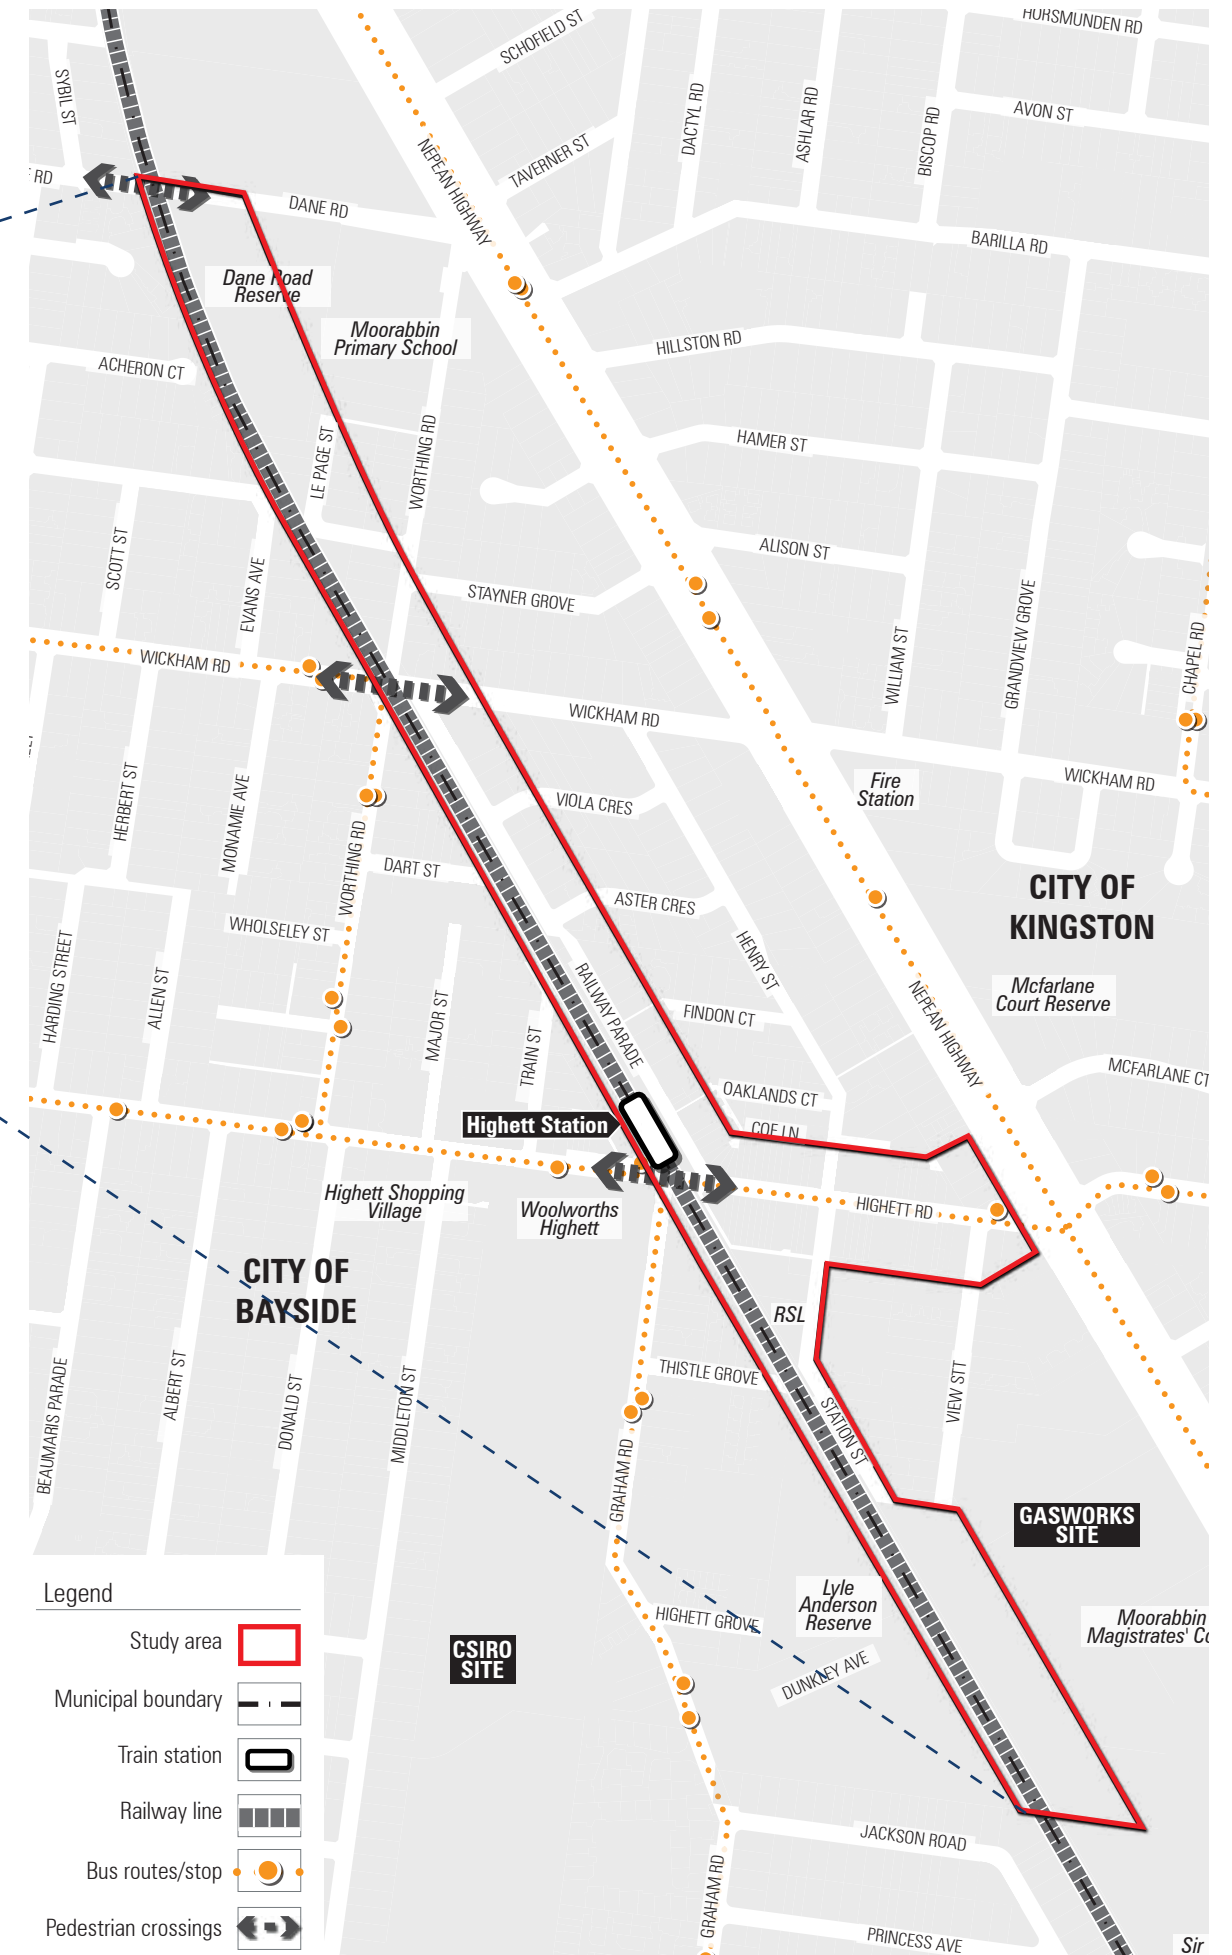 HORSMUNDEN RD
SCHOFIELD ST
SYBIL ST
AVON ST
DACTYL RD
ASHLAR RD
BISCOP RD
NEPEAN HIGHWAY
TAVERNER ST
RD
DANE RD
BARILLA RD
Dane Road
Reserve
Moorabbin
Primary School
HILLSTON RD
ACHERON CT
LE PAGE ST
WORTHING RD
HAMER ST
SCOTT ST
EVANS AVE
ALISON ST
STAYNER GROVE
WILLIAM ST
GRANDVIEW GROVE
CHAPEL RD
WICKHAM RD
WICKHAM RD
WICKHAM RD
HERBERT ST
MONAMIE AVE
VIOLA CRES
Fire
Station
WORTHING RD
DART ST
ASTER CRES
CITY OF
KINGSTON
WHOLSELEY ST
HENRY ST
HARDING STREET
ALLEN ST
MAJOR ST
TRAIN ST
RAILWAY PARADE
FINDON CT
NEPEAN HIGHWAY
Mcfarlane
Court Reserve
MCFARLANE CT
OAKLANDS CT
COE LN
Highett Station
Highett Shopping
Village
Woolworths
Highett
HIGHETT RD
CITY OF
BAYSIDE
RSL
BEAUMARIS PARADE
ALBERT ST
DONALD ST
MIDDLETON ST
THISTLE GROVE
STATION ST
VIEW STT
GRAHAM RD
GASWORKS
SITE
Lyle
Anderson
Reserve
HIGHETT GROVE
Moorabbin
Magistrates' Co
CSIRO
SITE
DUNKLEY AVE
JACKSON ROAD
GRAHAM RD
PRINCESS AVE
Sir
Legend
Study area
Municipal boundary
Train station
Railway line
Bus routes/stop
Pedestrian crossings